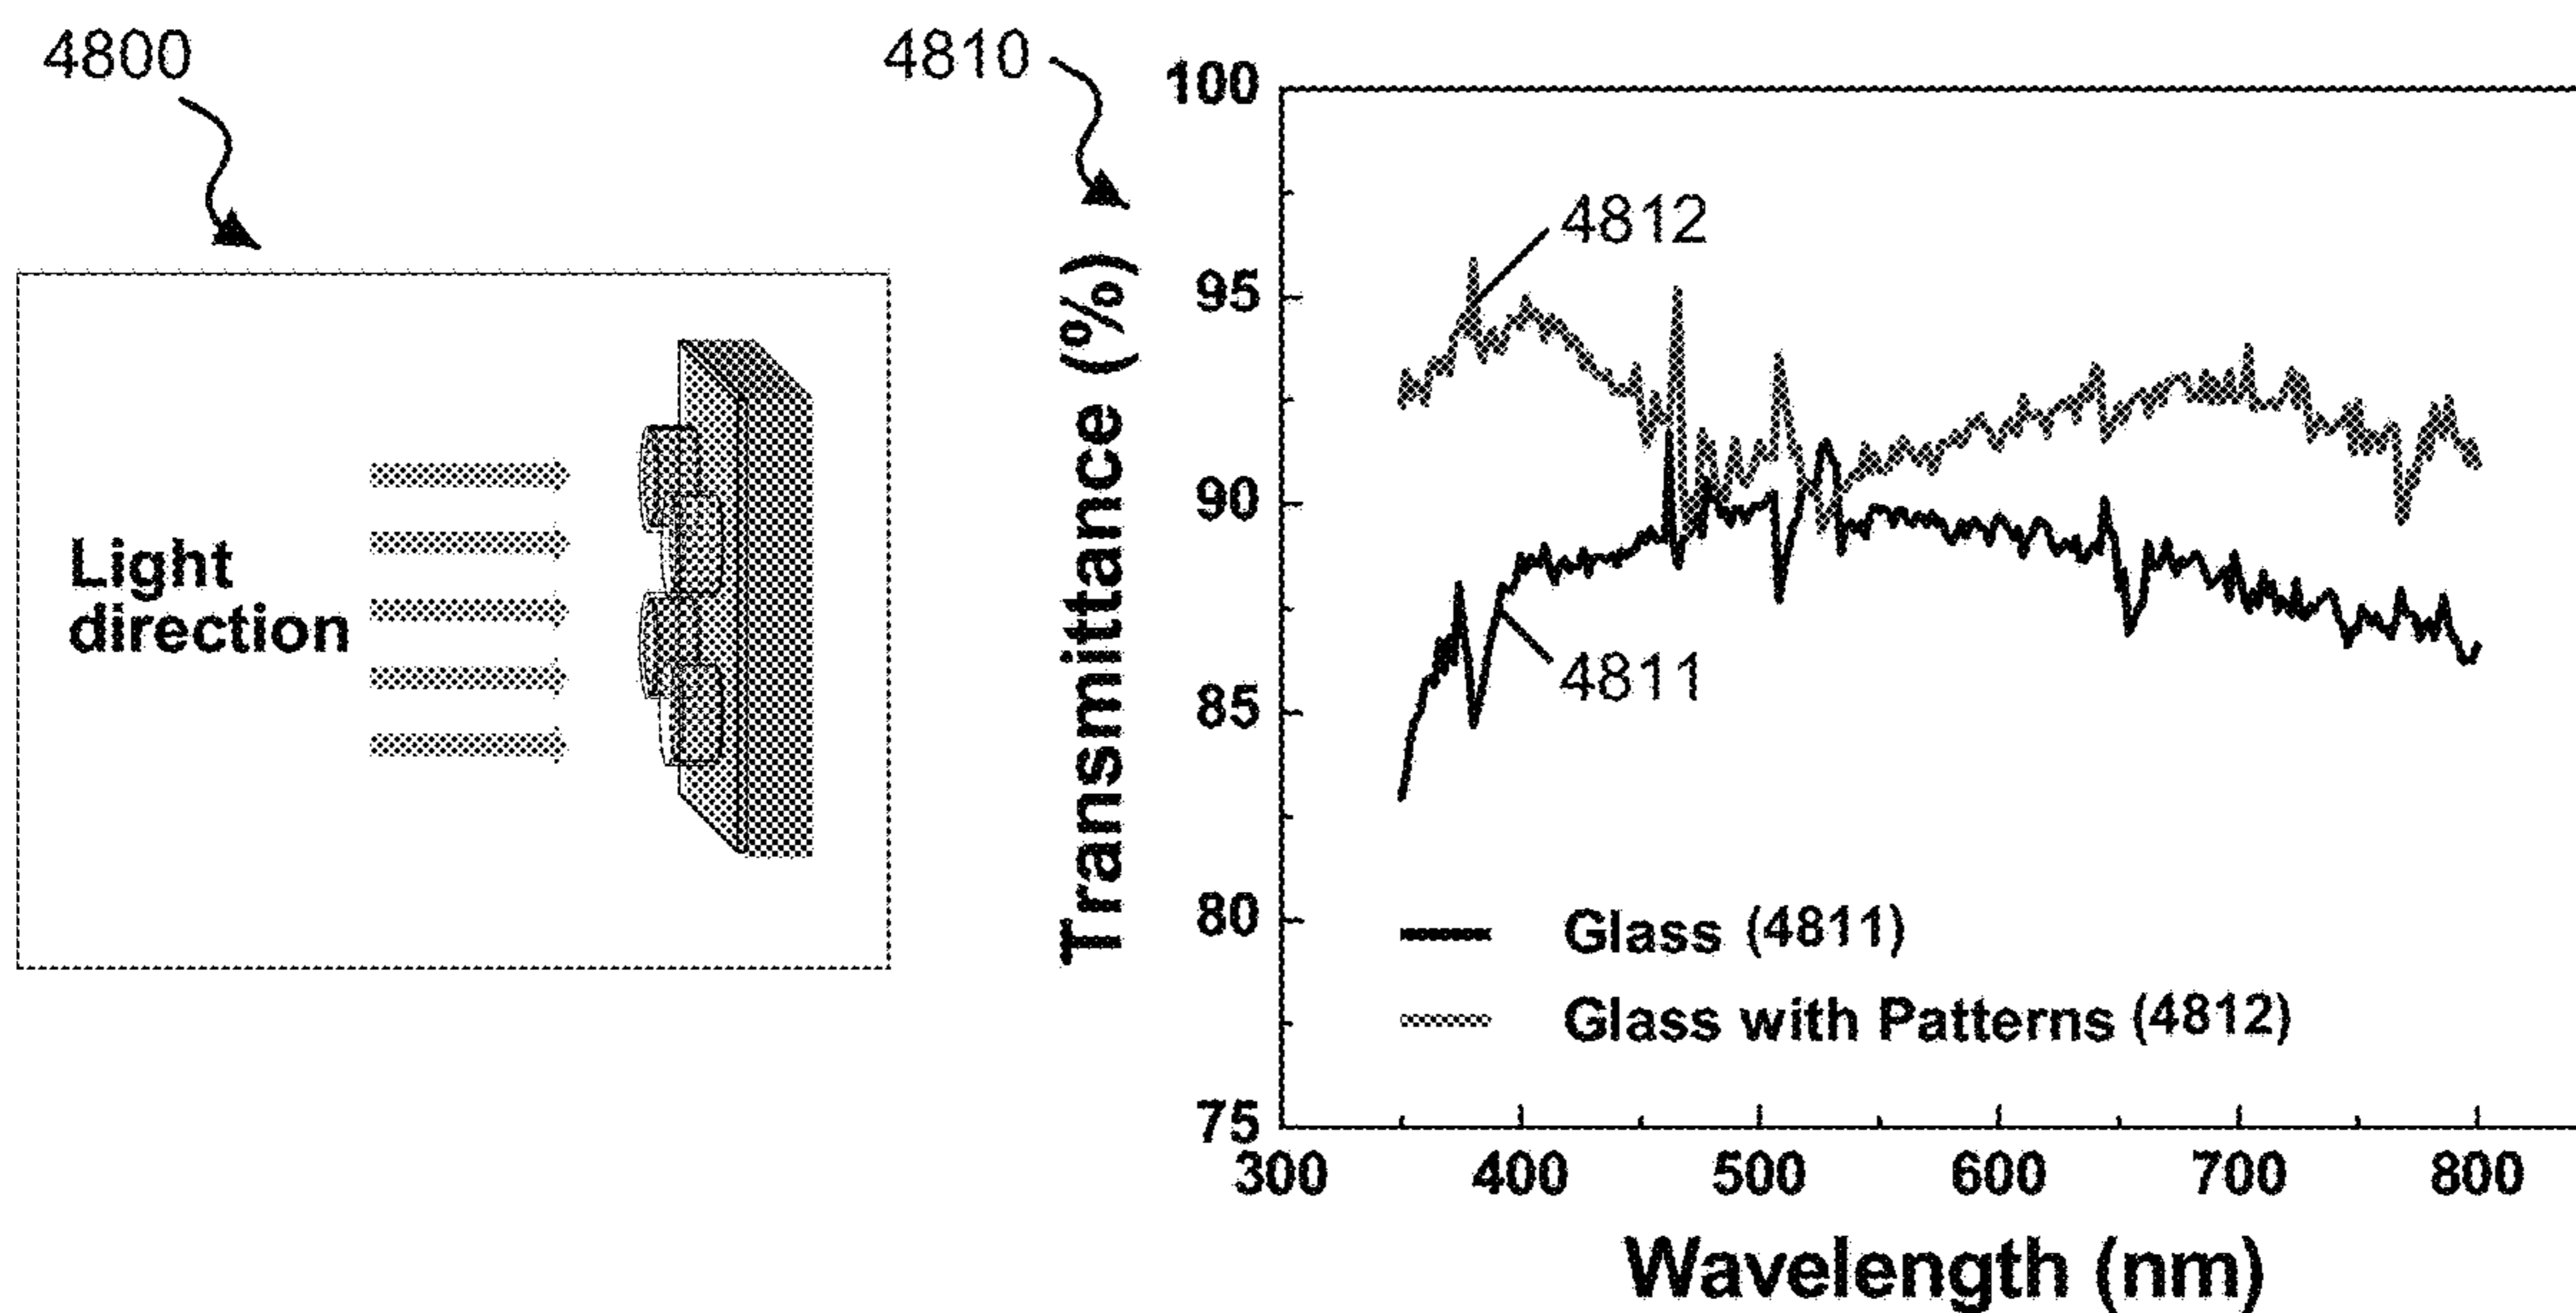 4800
Light
direction
4810
Transmittance (%)
100
95
90
85
80
75
4812
4811
Glass (4811)
Glass with Patterns (4812)
300 400 500 600 700 800
Wavelength (nm)